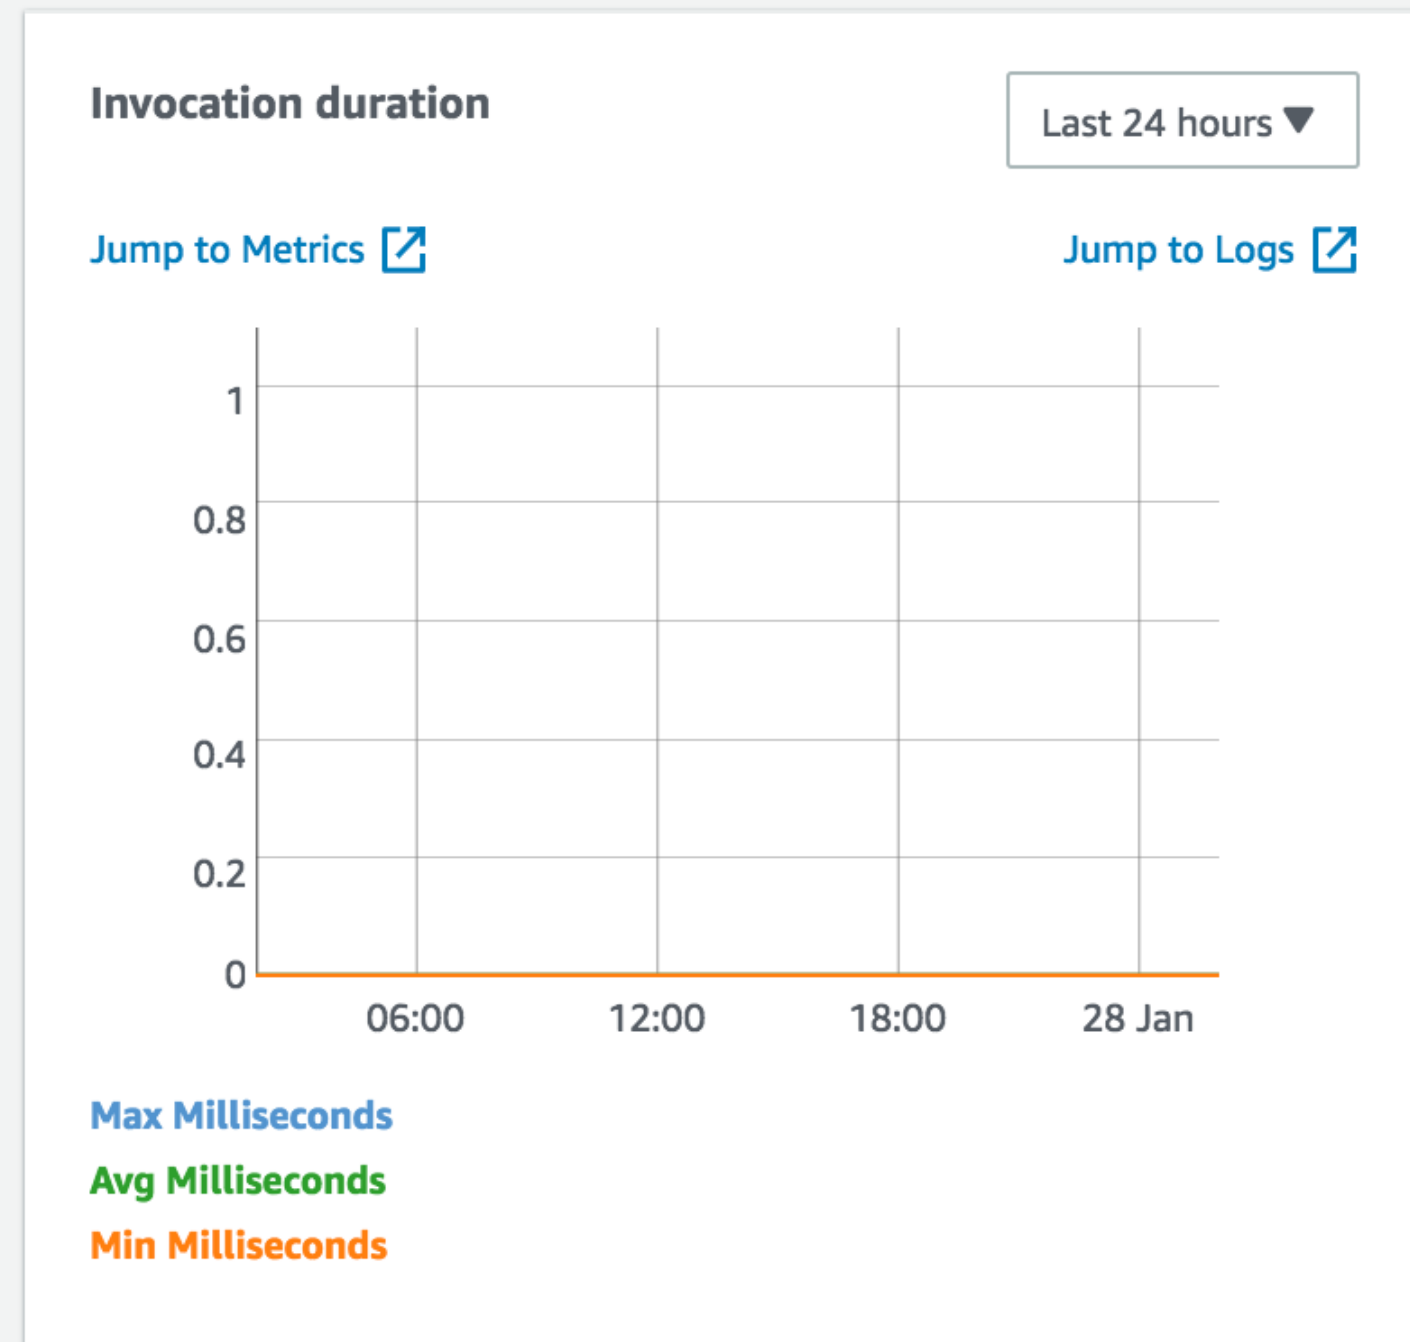 Invocation duration
Last 24 hours
Jump to Metrics
Jump to Logs
1
0.8
0.6
0.4
0.2
0
06:00
12:00
18:00
28 Jan
Max Milliseconds
Avg Milliseconds
Min Milliseconds